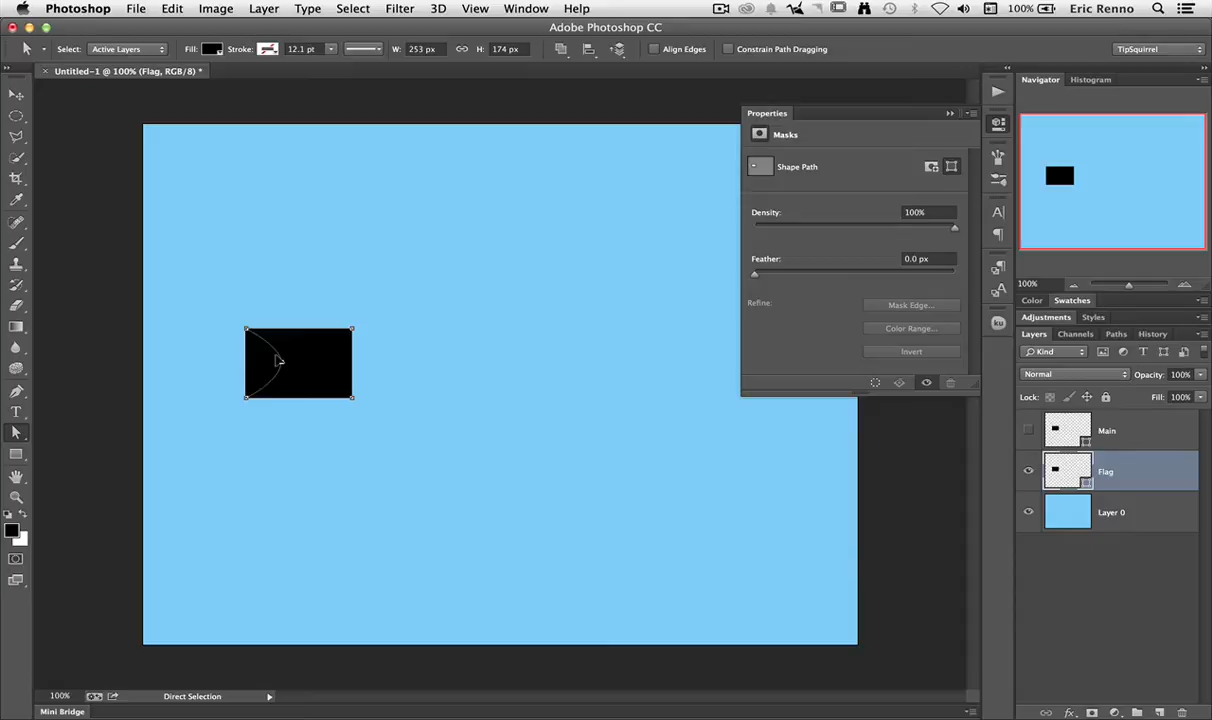 Photoshop File Edit Image Layer Type Select Filter 3D View Window Help 100% Eric Renno
Adobe Photoshop CC
Select: Active Layers Fill: Stroke: 12.1 pt W: 253 px H: 174 px Align Edges Constrain Path Dragging TipSquirrel
× Untitled-1 @ 100% (Flag, RGB/8) *
Navigator Histogram
Properties
Masks
Shape Path
Density: 100%
Feather: 0.0 px
Refine: Mask Edge...
Color Range...
Invert
100%
Color Swatches
Adjustments Styles
ku
Layers Channels Paths History
Kind
Normal Opacity: 100%
Lock: Fill: 100%
Main
Flag
Layer 0
100% Direct Selection
Mini Bridge